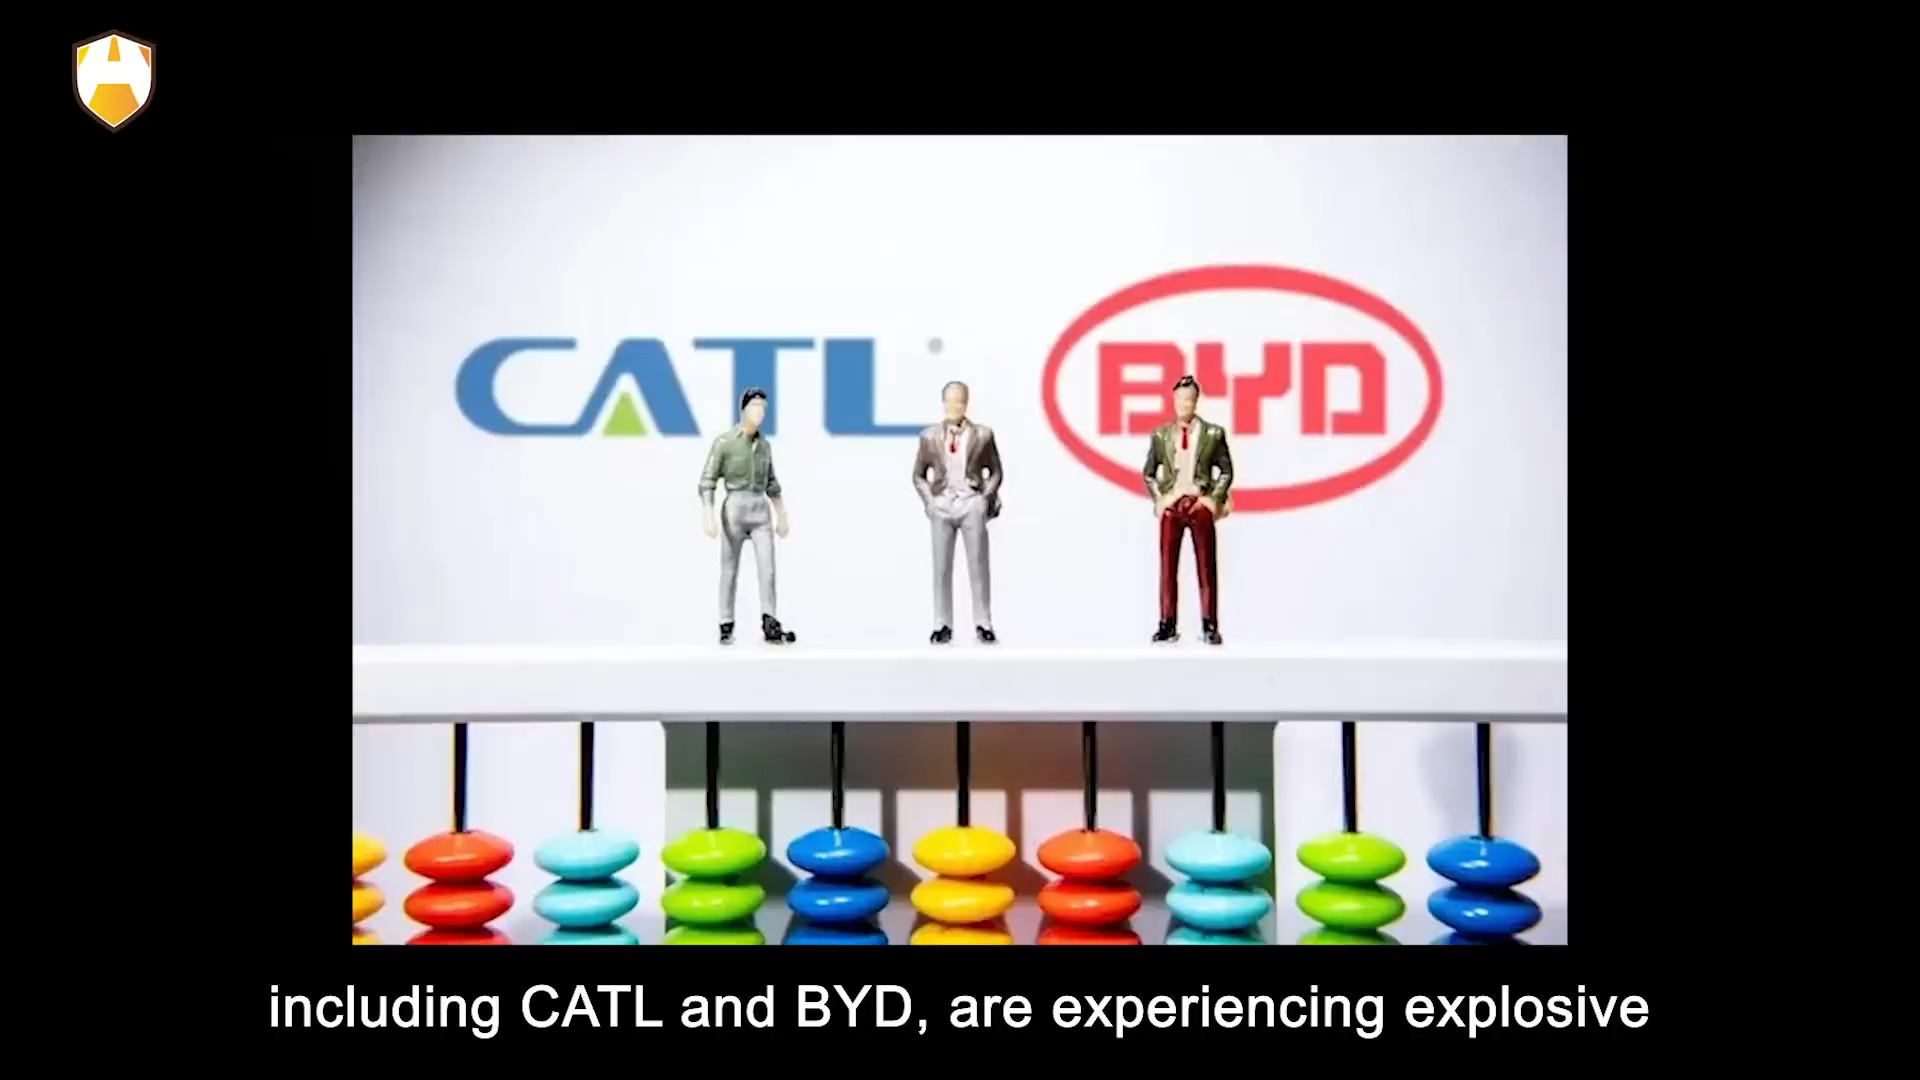 CATL
BYD
including CATL and BYD, are experiencing explosive